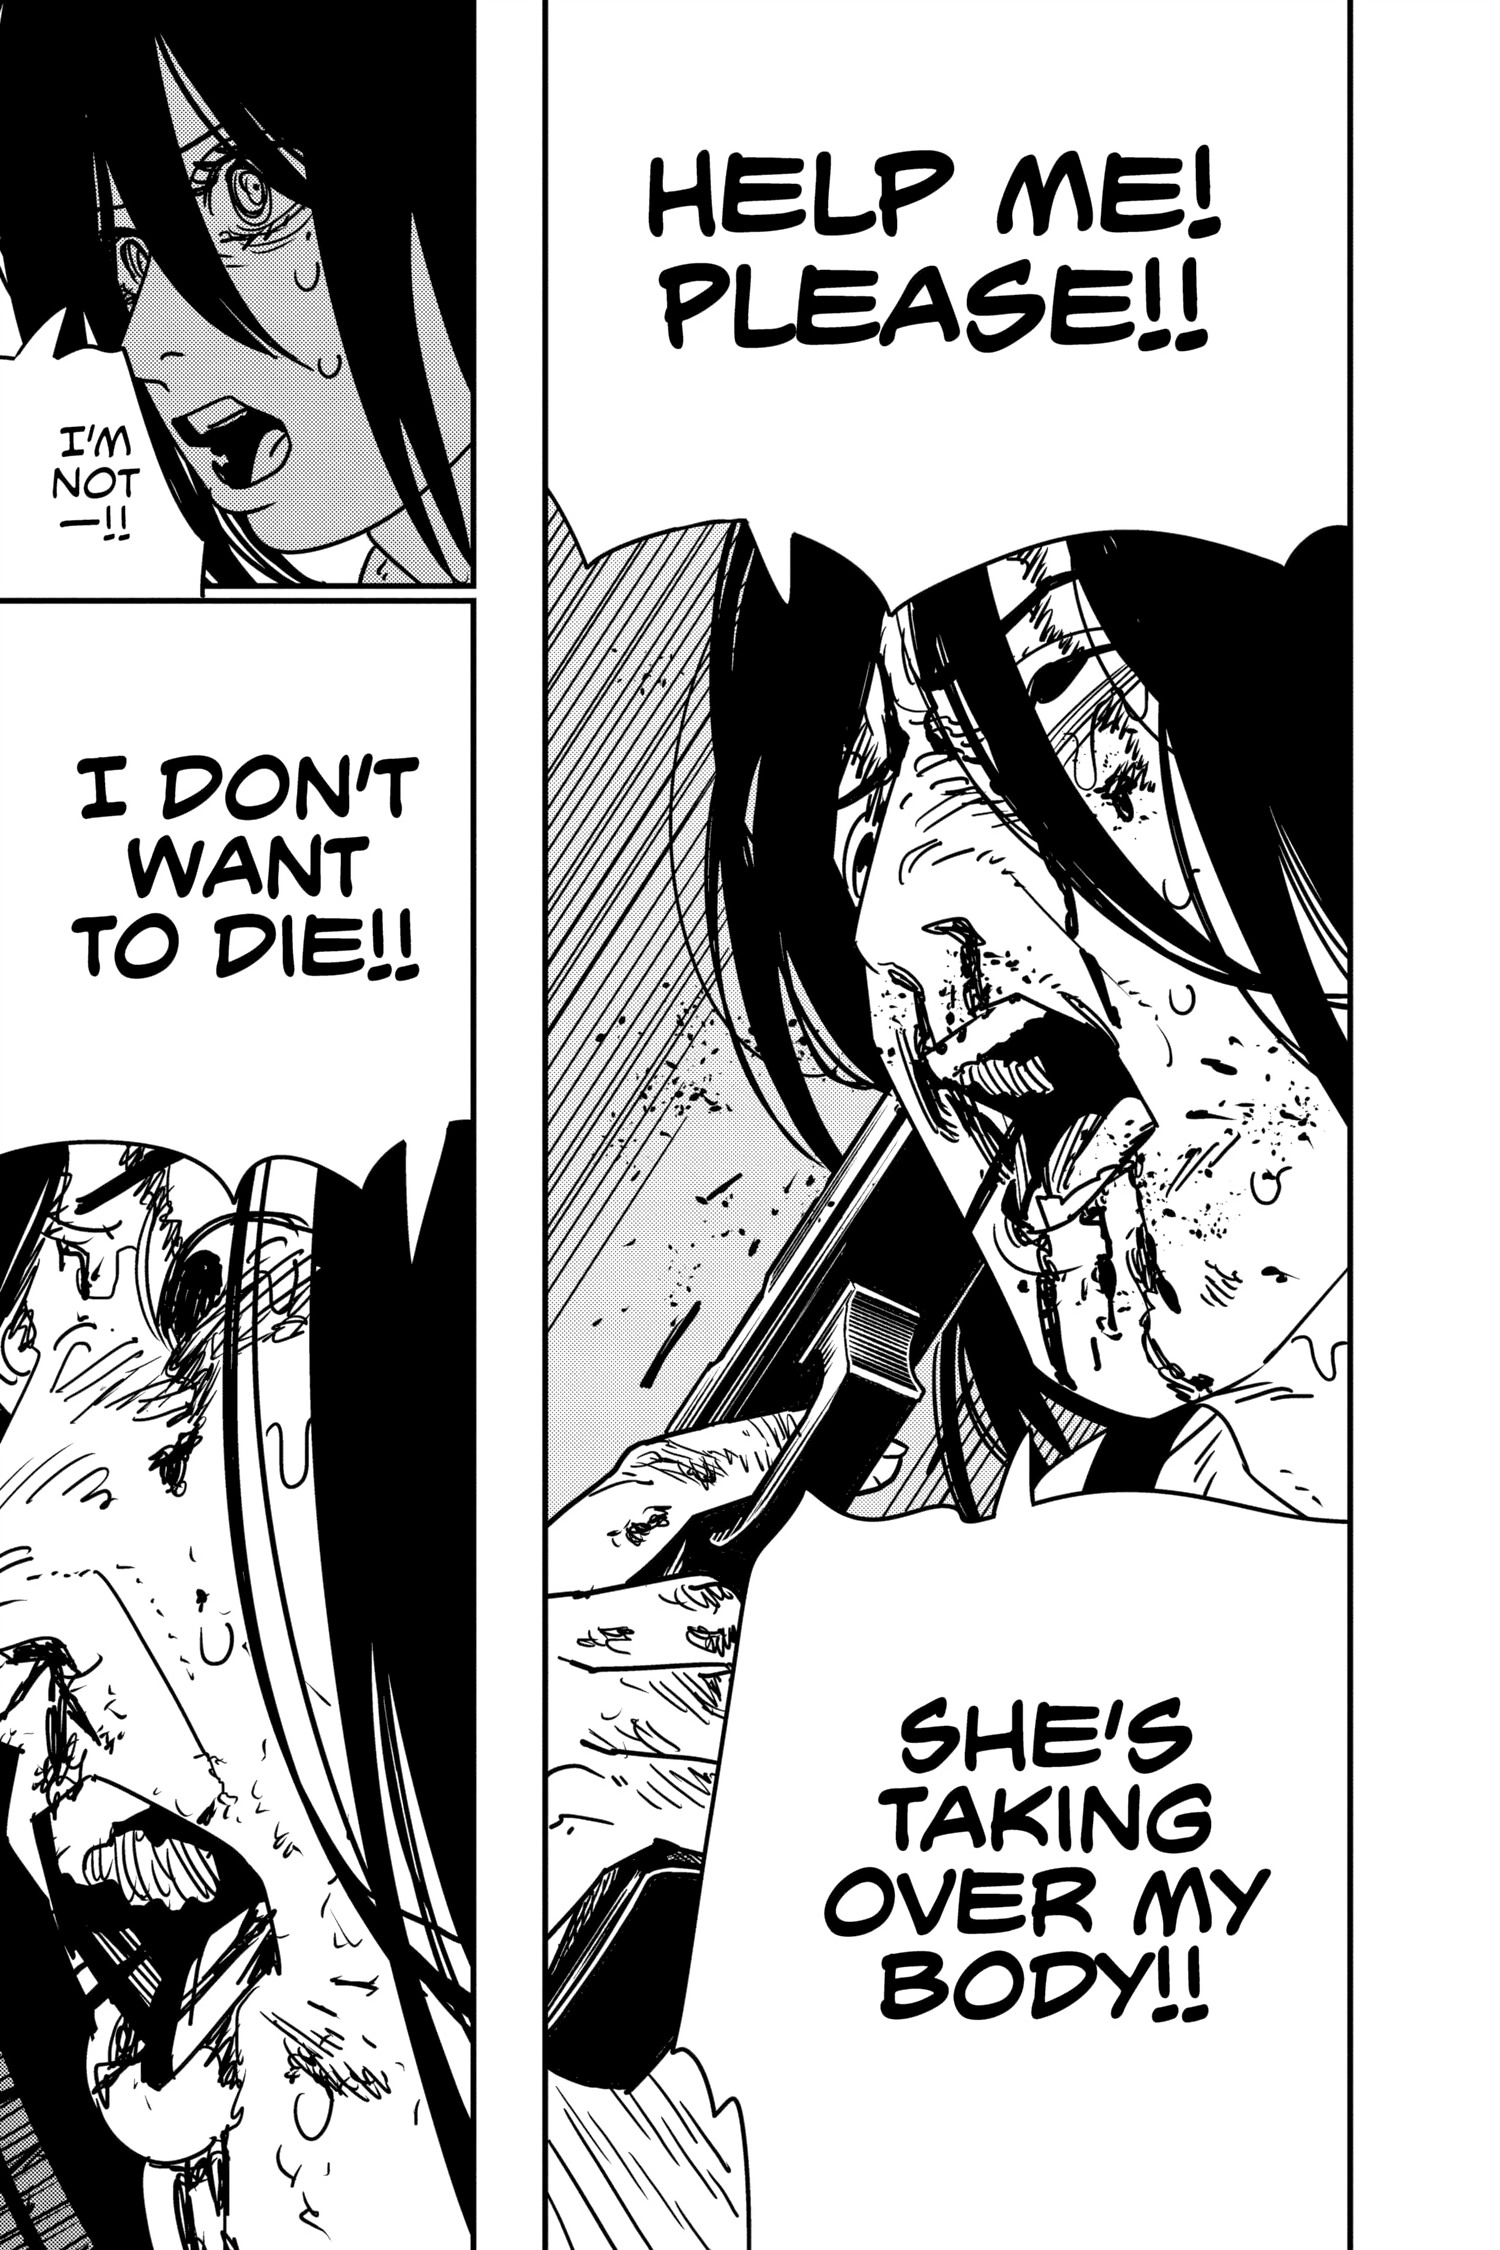 HELP ME!
PLEASE!!
SHE'S
TAKING
OVER MY
BODY!!
I'M
NOT
—!!
I DON'T
WANT
TO DIE!!